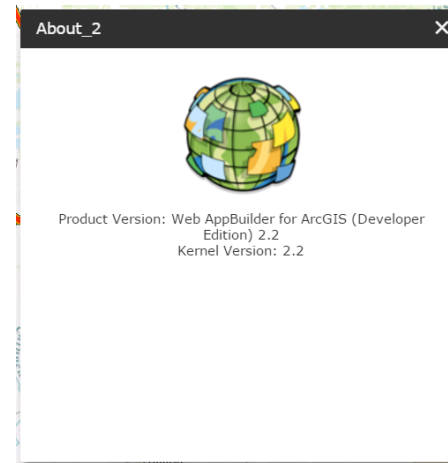 About_2
Product Version: Web AppBuilder for ArcGIS (Developer
Edition) 2.2
Kernel Version: 2.2